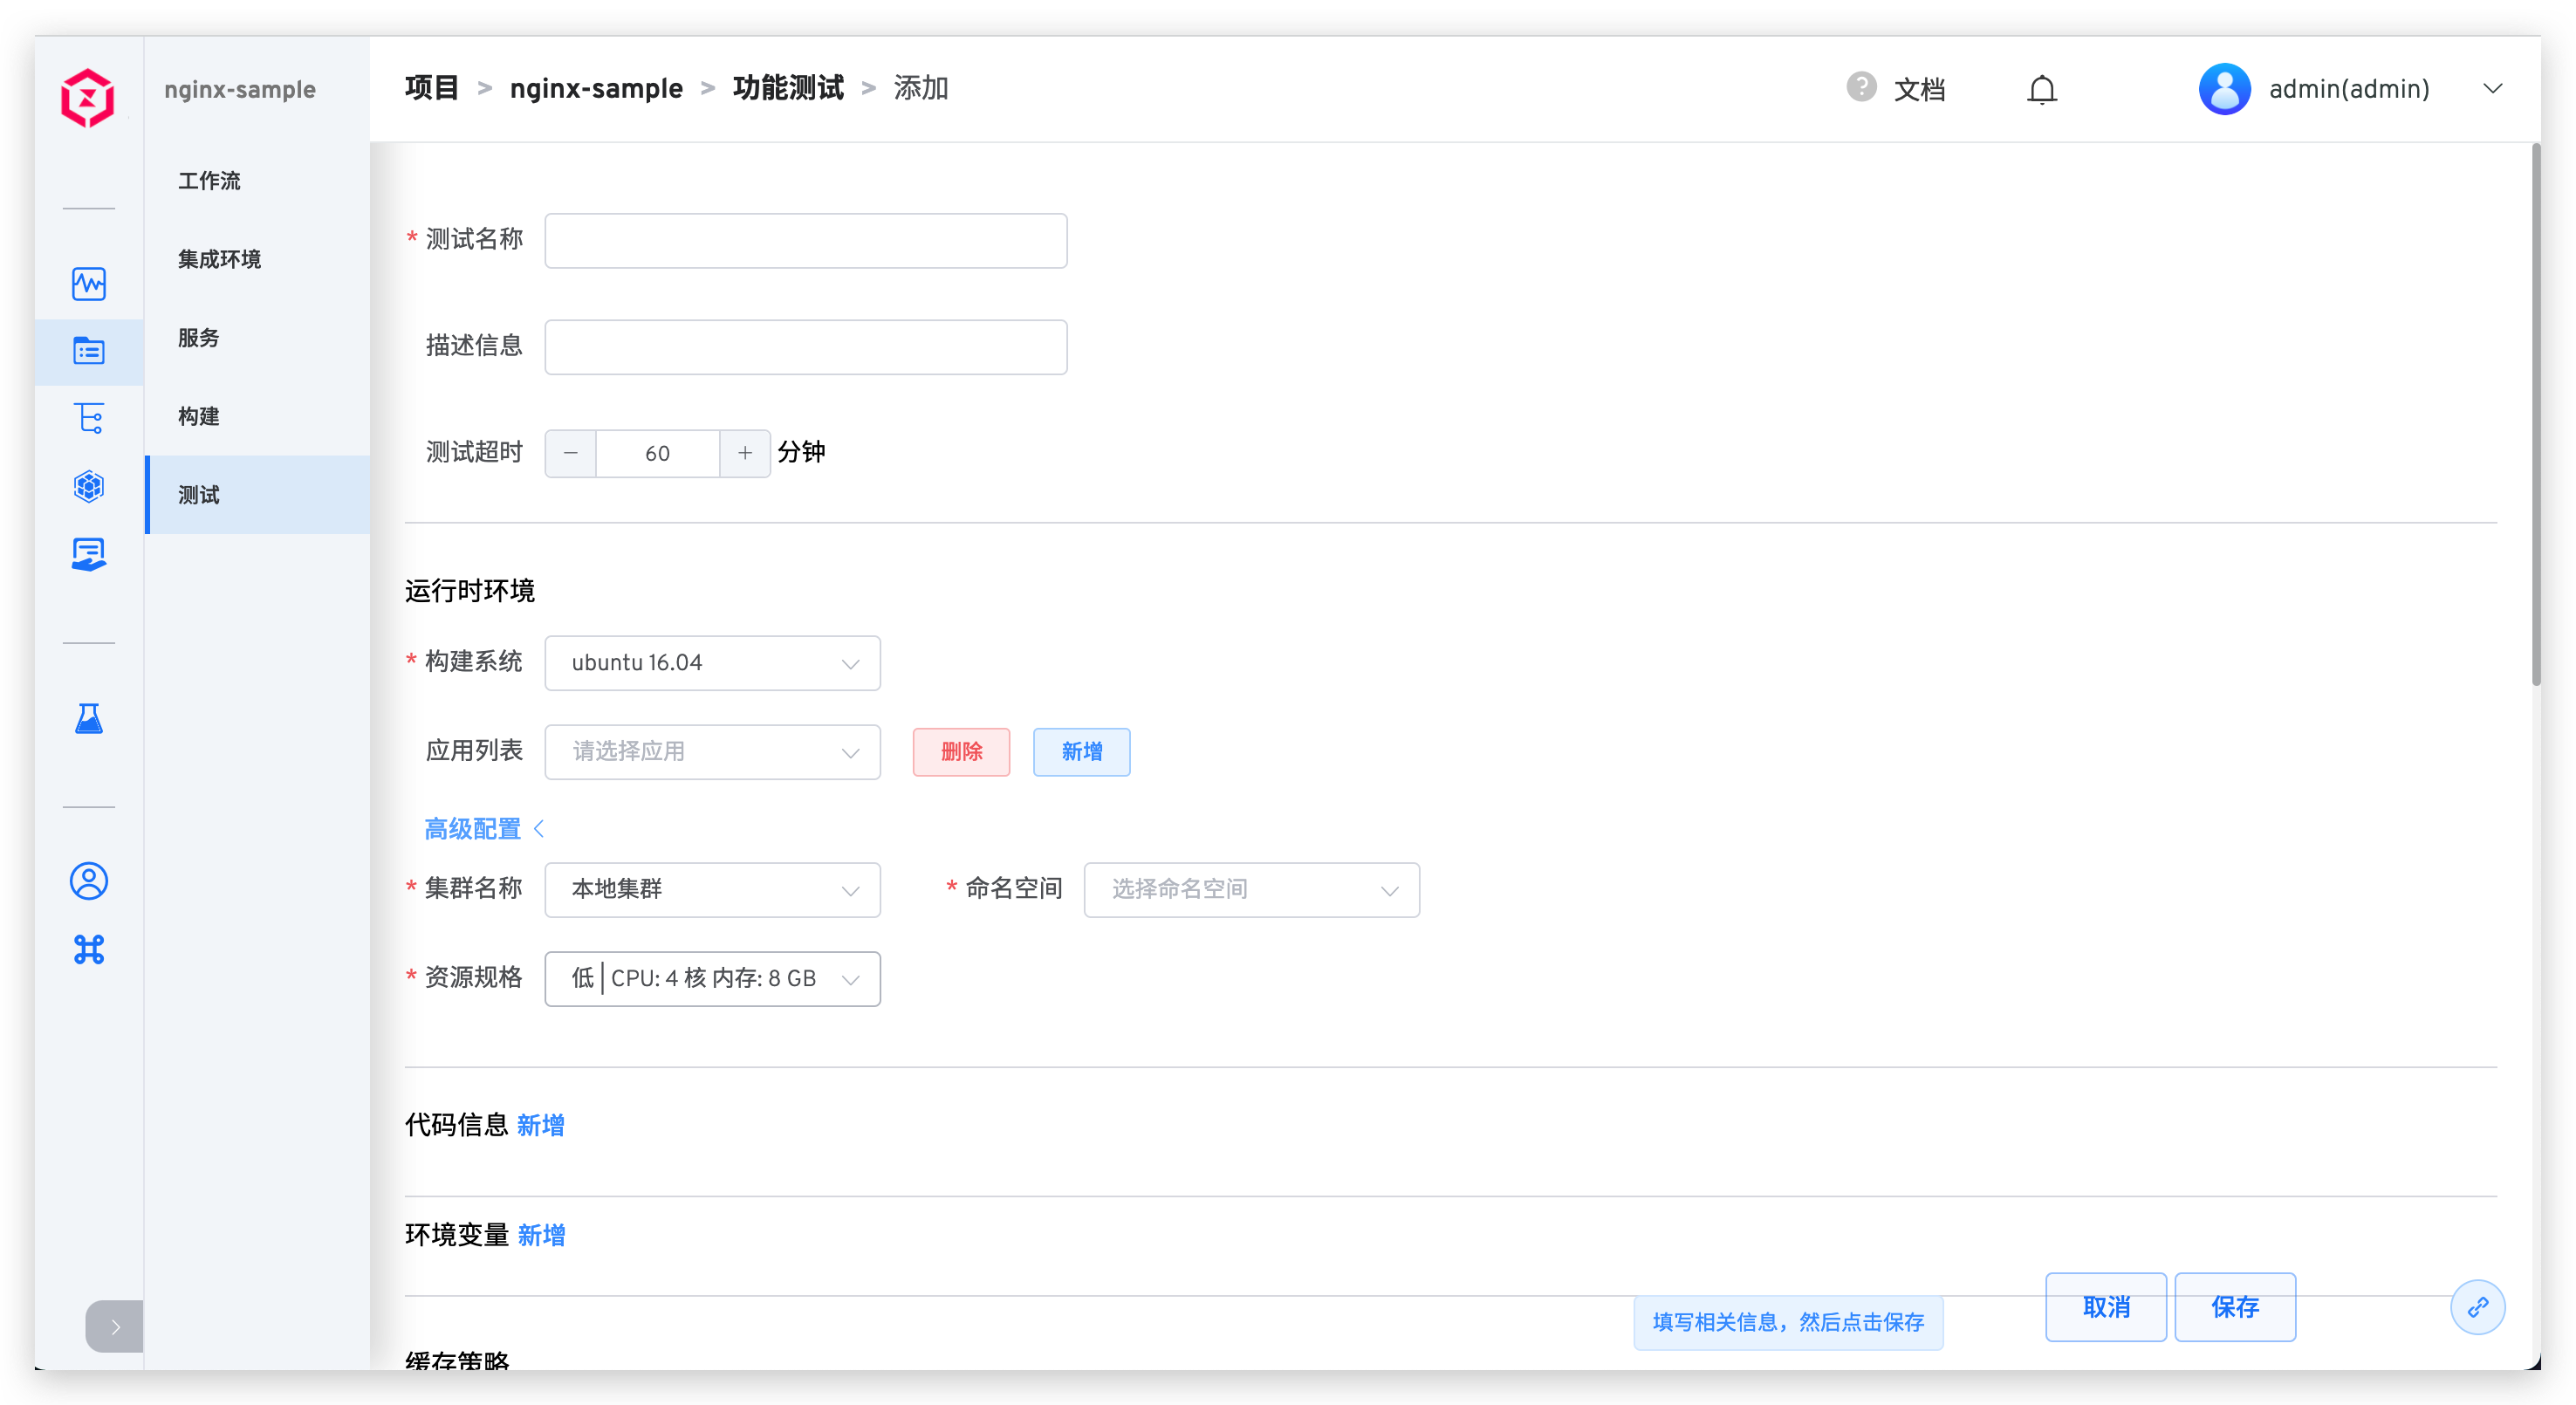 nginx-sample
工作流
集成环境
服务
构建
测试
项目 > nginx-sample > 功能测试 > 添加
? 文档
admin(admin)
* 测试名称
描述信息
测试超时 − 60 + 分钟
运行时环境
* 构建系统 ubuntu 16.04
应用列表 请选择应用 删除 新增
高级配置 <
* 集群名称 本地集群 * 命名空间 选择命名空间
* 资源规格 低 | CPU: 4 核 内存: 8 GB
代码信息 新增
环境变量 新增
填写相关信息，然后点击保存
取消 保存
缓存策略